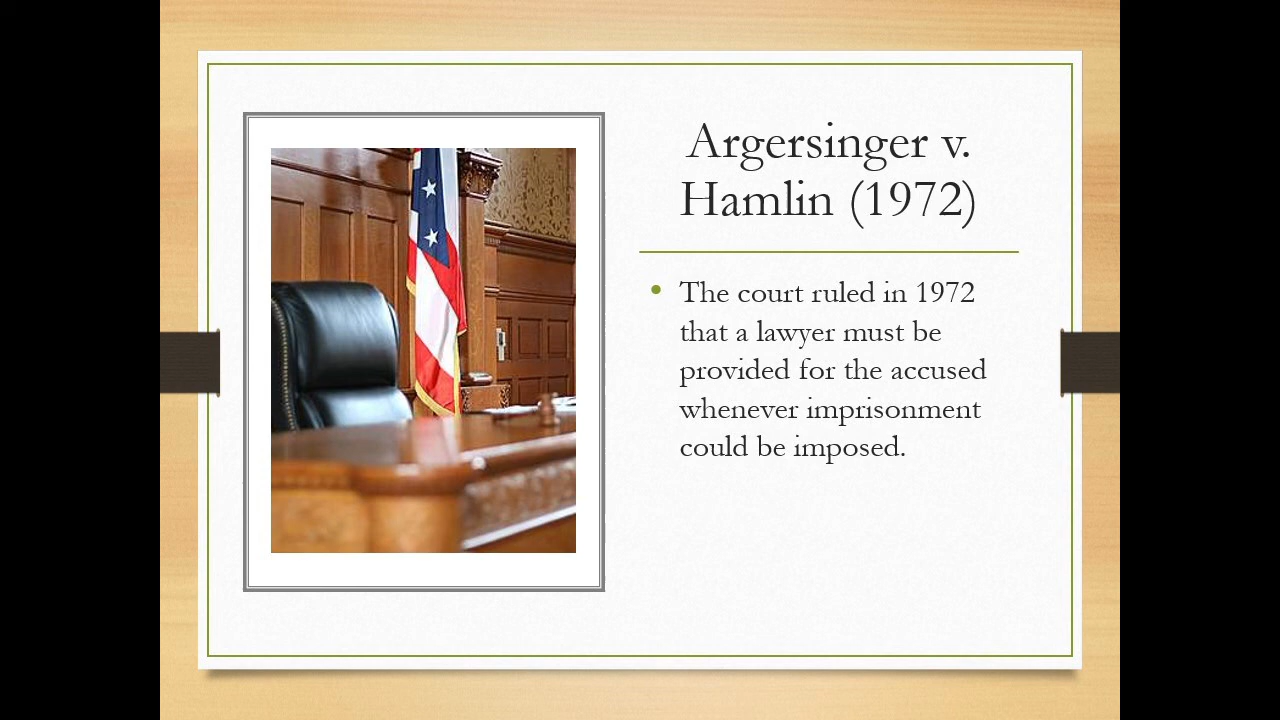 Argersinger v.
Hamlin (1972)
• The court ruled in 1972
that a lawyer must be
provided for the accused
whenever imprisonment
could be imposed.